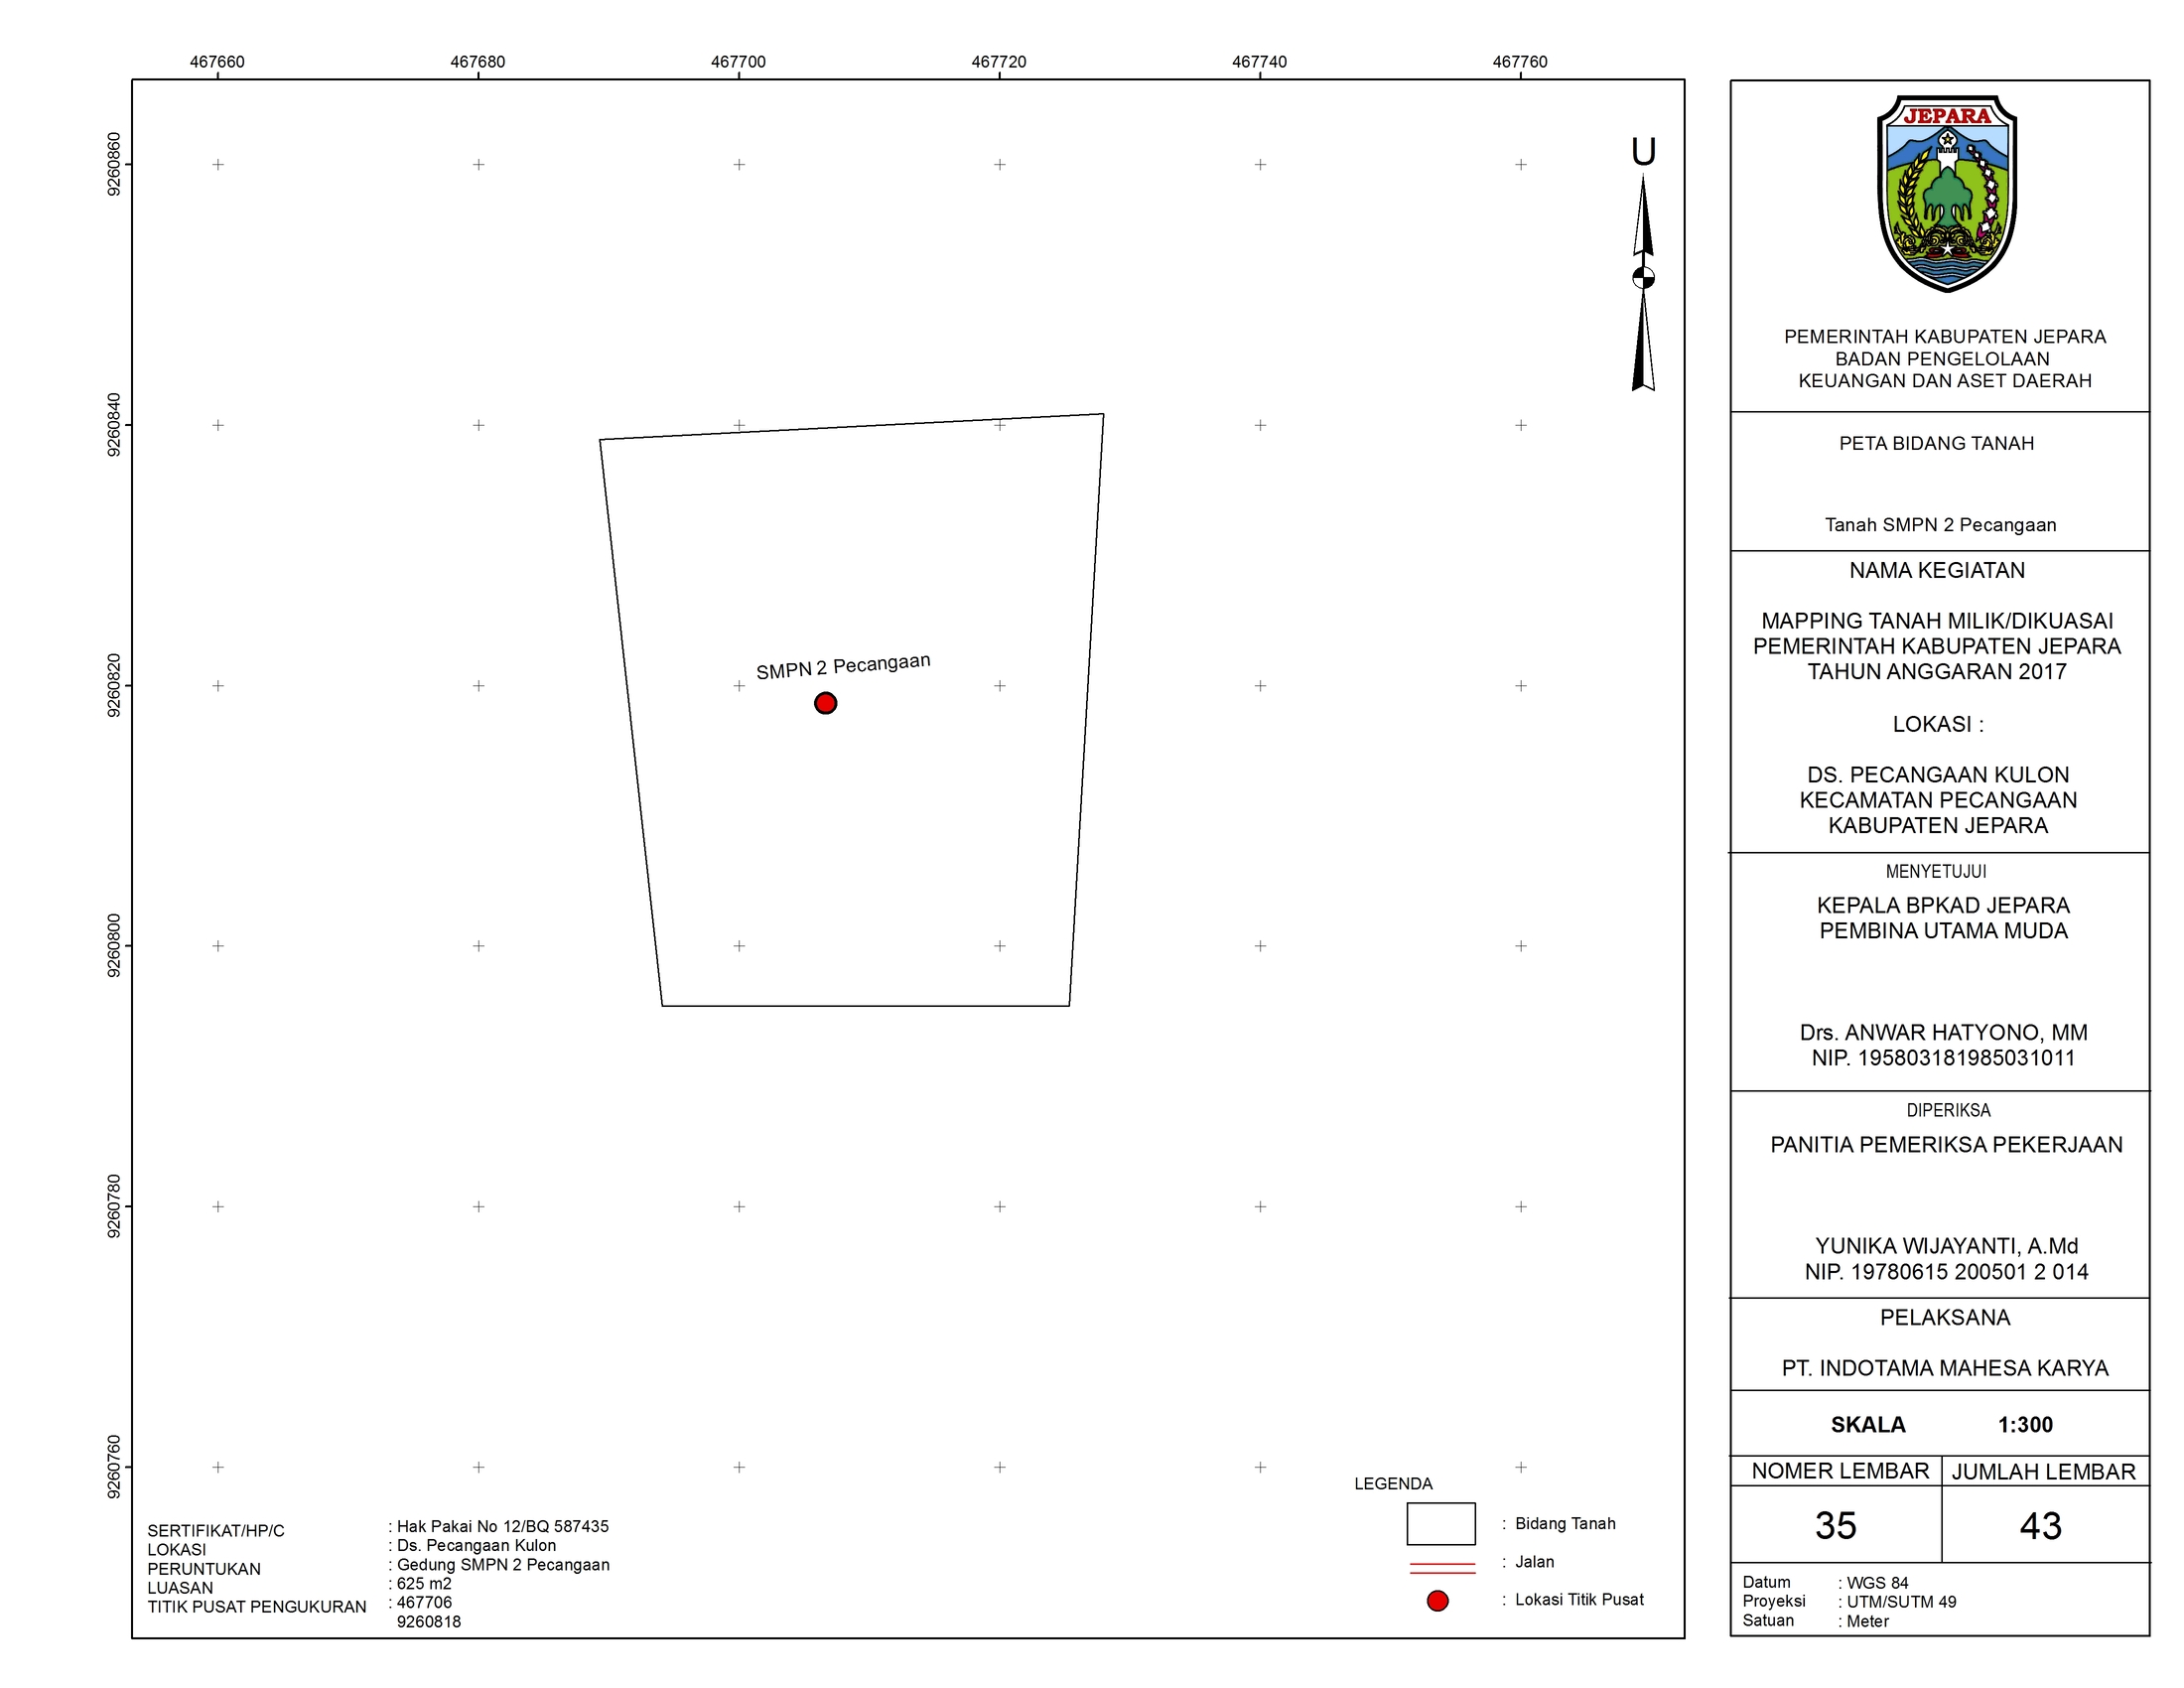 467660 467680 467700 467720 467740 467760
9260860
9260840
9260820
9260800
9260780
9260760
U
SMPN 2 Pecangaan
LEGENDA
: Bidang Tanah
: Jalan
: Lokasi Titik Pusat
SERTIFIKAT/HP/C : Hak Pakai No 12/BQ 587435
LOKASI : Ds. Pecangaan Kulon
PERUNTUKAN : Gedung SMPN 2 Pecangaan
LUASAN : 625 m2
TITIK PUSAT PENGUKURAN : 467706
9260818
JEPARA
PEMERINTAH KABUPATEN JEPARA
BADAN PENGELOLAAN
KEUANGAN DAN ASET DAERAH
PETA BIDANG TANAH
Tanah SMPN 2 Pecangaan
NAMA KEGIATAN
MAPPING TANAH MILIK/DIKUASAI
PEMERINTAH KABUPATEN JEPARA
TAHUN ANGGARAN 2017
LOKASI :
DS. PECANGAAN KULON
KECAMATAN PECANGAAN
KABUPATEN JEPARA
MENYETUJUI
KEPALA BPKAD JEPARA
PEMBINA UTAMA MUDA
Drs. ANWAR HATYONO, MM
NIP. 195803181985031011
DIPERIKSA
PANITIA PEMERIKSA PEKERJAAN
YUNIKA WIJAYANTI, A.Md
NIP. 19780615 200501 2 014
PELAKSANA
PT. INDOTAMA MAHESA KARYA
SKALA 1:300
NOMER LEMBAR JUMLAH LEMBAR
35 43
Datum : WGS 84
Proyeksi : UTM/SUTM 49
Satuan : Meter